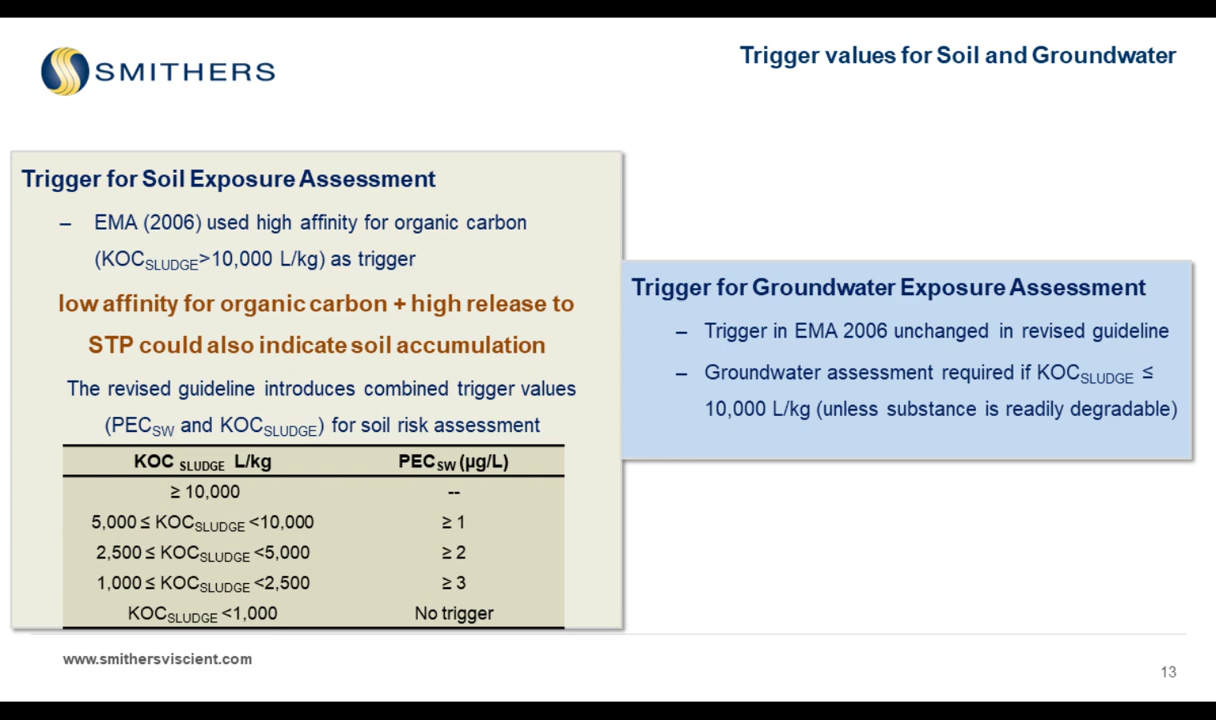 SMITHERS
Trigger values for Soil and Groundwater
Trigger for Soil Exposure Assessment
– EMA (2006) used high affinity for organic carbon
(KOCSLUDGE>10,000 L/kg) as trigger
low affinity for organic carbon + high release to
STP could also indicate soil accumulation
The revised guideline introduces combined trigger values
(PECSW and KOCSLUDGE) for soil risk assessment
KOC SLUDGE L/kg PECSW (µg/L)
≥ 10,000 --
5,000 ≤ KOCSLUDGE <10,000 ≥ 1
2,500 ≤ KOCSLUDGE <5,000 ≥ 2
1,000 ≤ KOCSLUDGE <2,500 ≥ 3
KOCSLUDGE <1,000 No trigger
Trigger for Groundwater Exposure Assessment
– Trigger in EMA 2006 unchanged in revised guideline
– Groundwater assessment required if KOCSLUDGE ≤
10,000 L/kg (unless substance is readily degradable)
www.smithersviscient.com
13